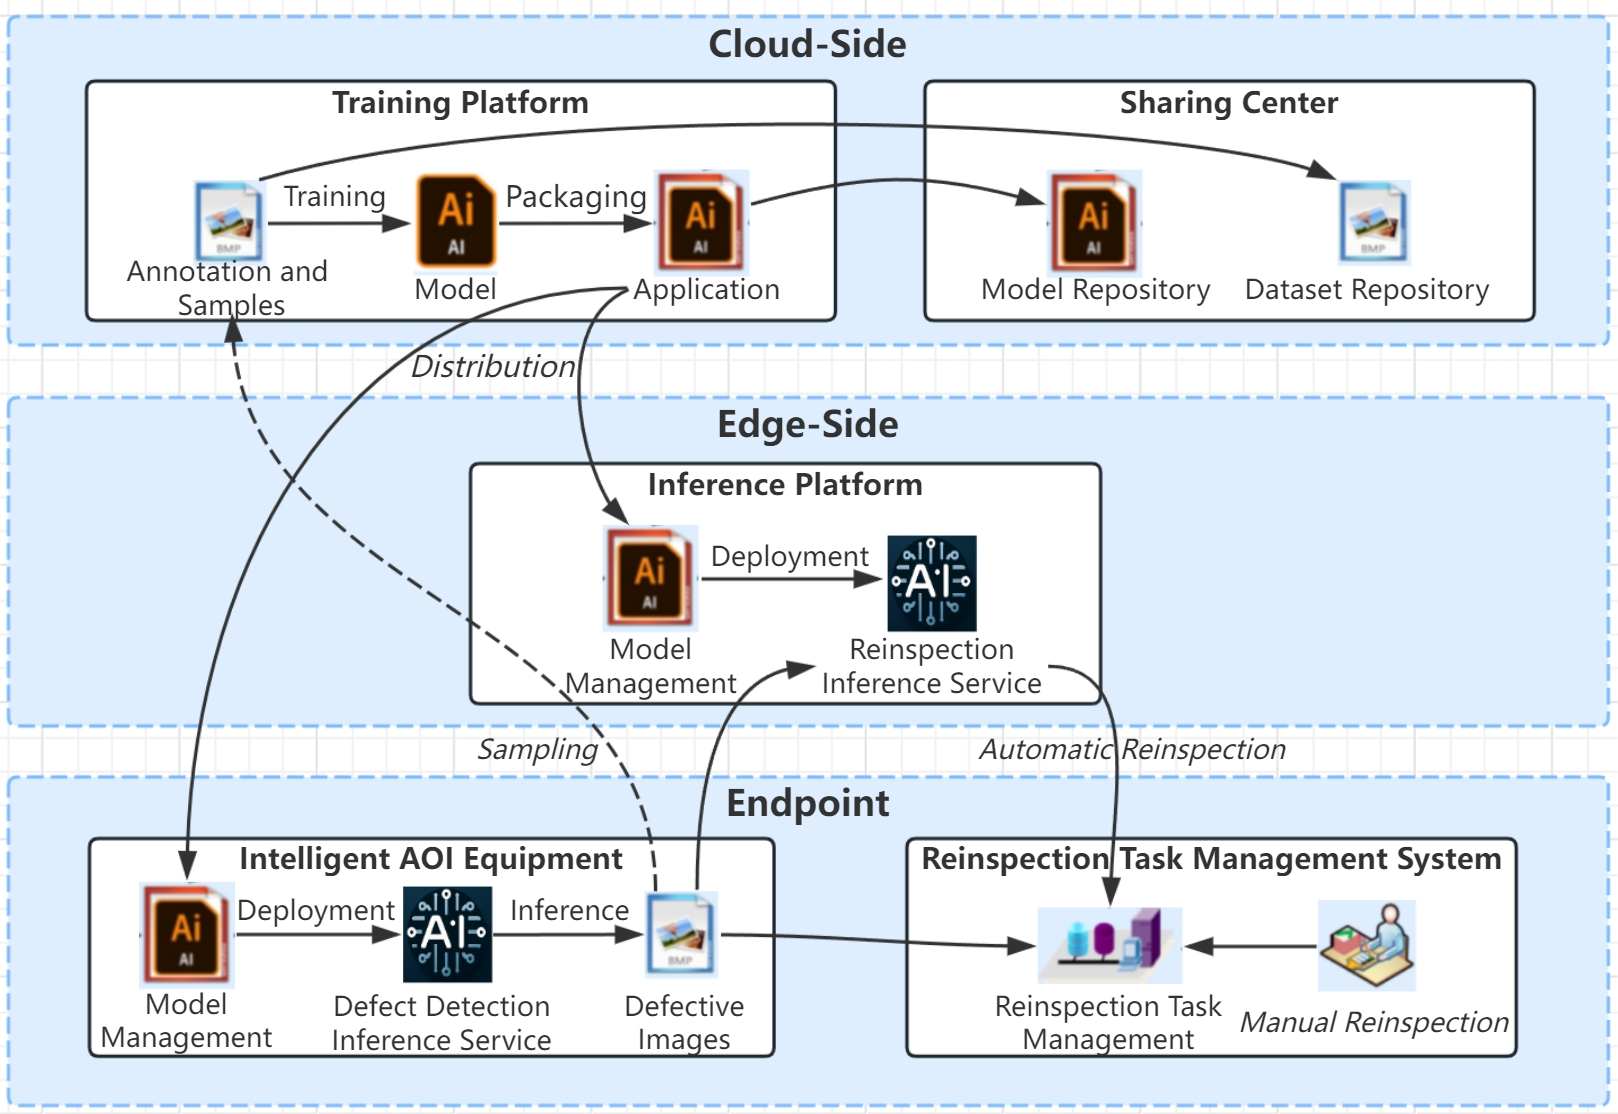 Cloud-Side
Training Platform
Sharing Center
Training
Packaging
Ai
AI
Ai
AI
Ai
AI
BMP
BMP
Annotation and
Samples
Model
Application
Model Repository
Dataset Repository
Distribution
Edge-Side
Inference Platform
Ai
AI
Deployment
AI
Model
Management
Reinspection
Inference Service
Sampling
Automatic Reinspection
Endpoint
Intelligent AOI Equipment
Reinspection Task Management System
Ai
AI
Deployment
AI
Inference
BMP
Model
Management
Defect Detection
Inference Service
Defective
Images
Reinspection Task
Management
Manual Reinspection